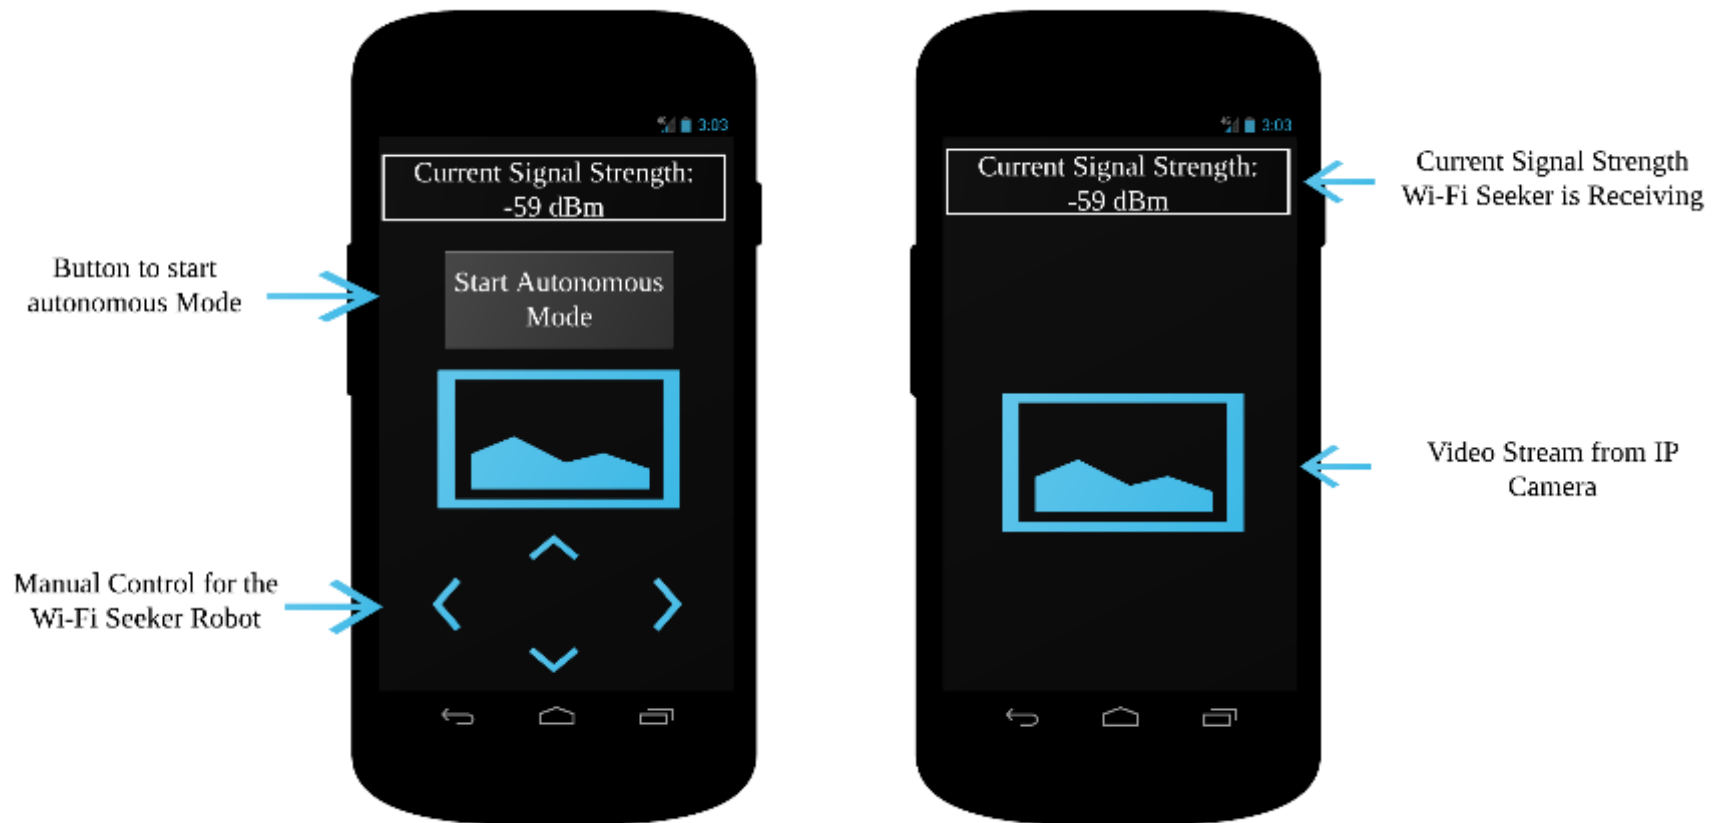 3:03
Current Signal Strength:
-59 dBm
Button to start
autonomous Mode
Start Autonomous
Mode
Manual Control for the
Wi-Fi Seeker Robot
3:03
Current Signal Strength:
-59 dBm
Current Signal Strength
Wi-Fi Seeker is Receiving
Video Stream from IP
Camera